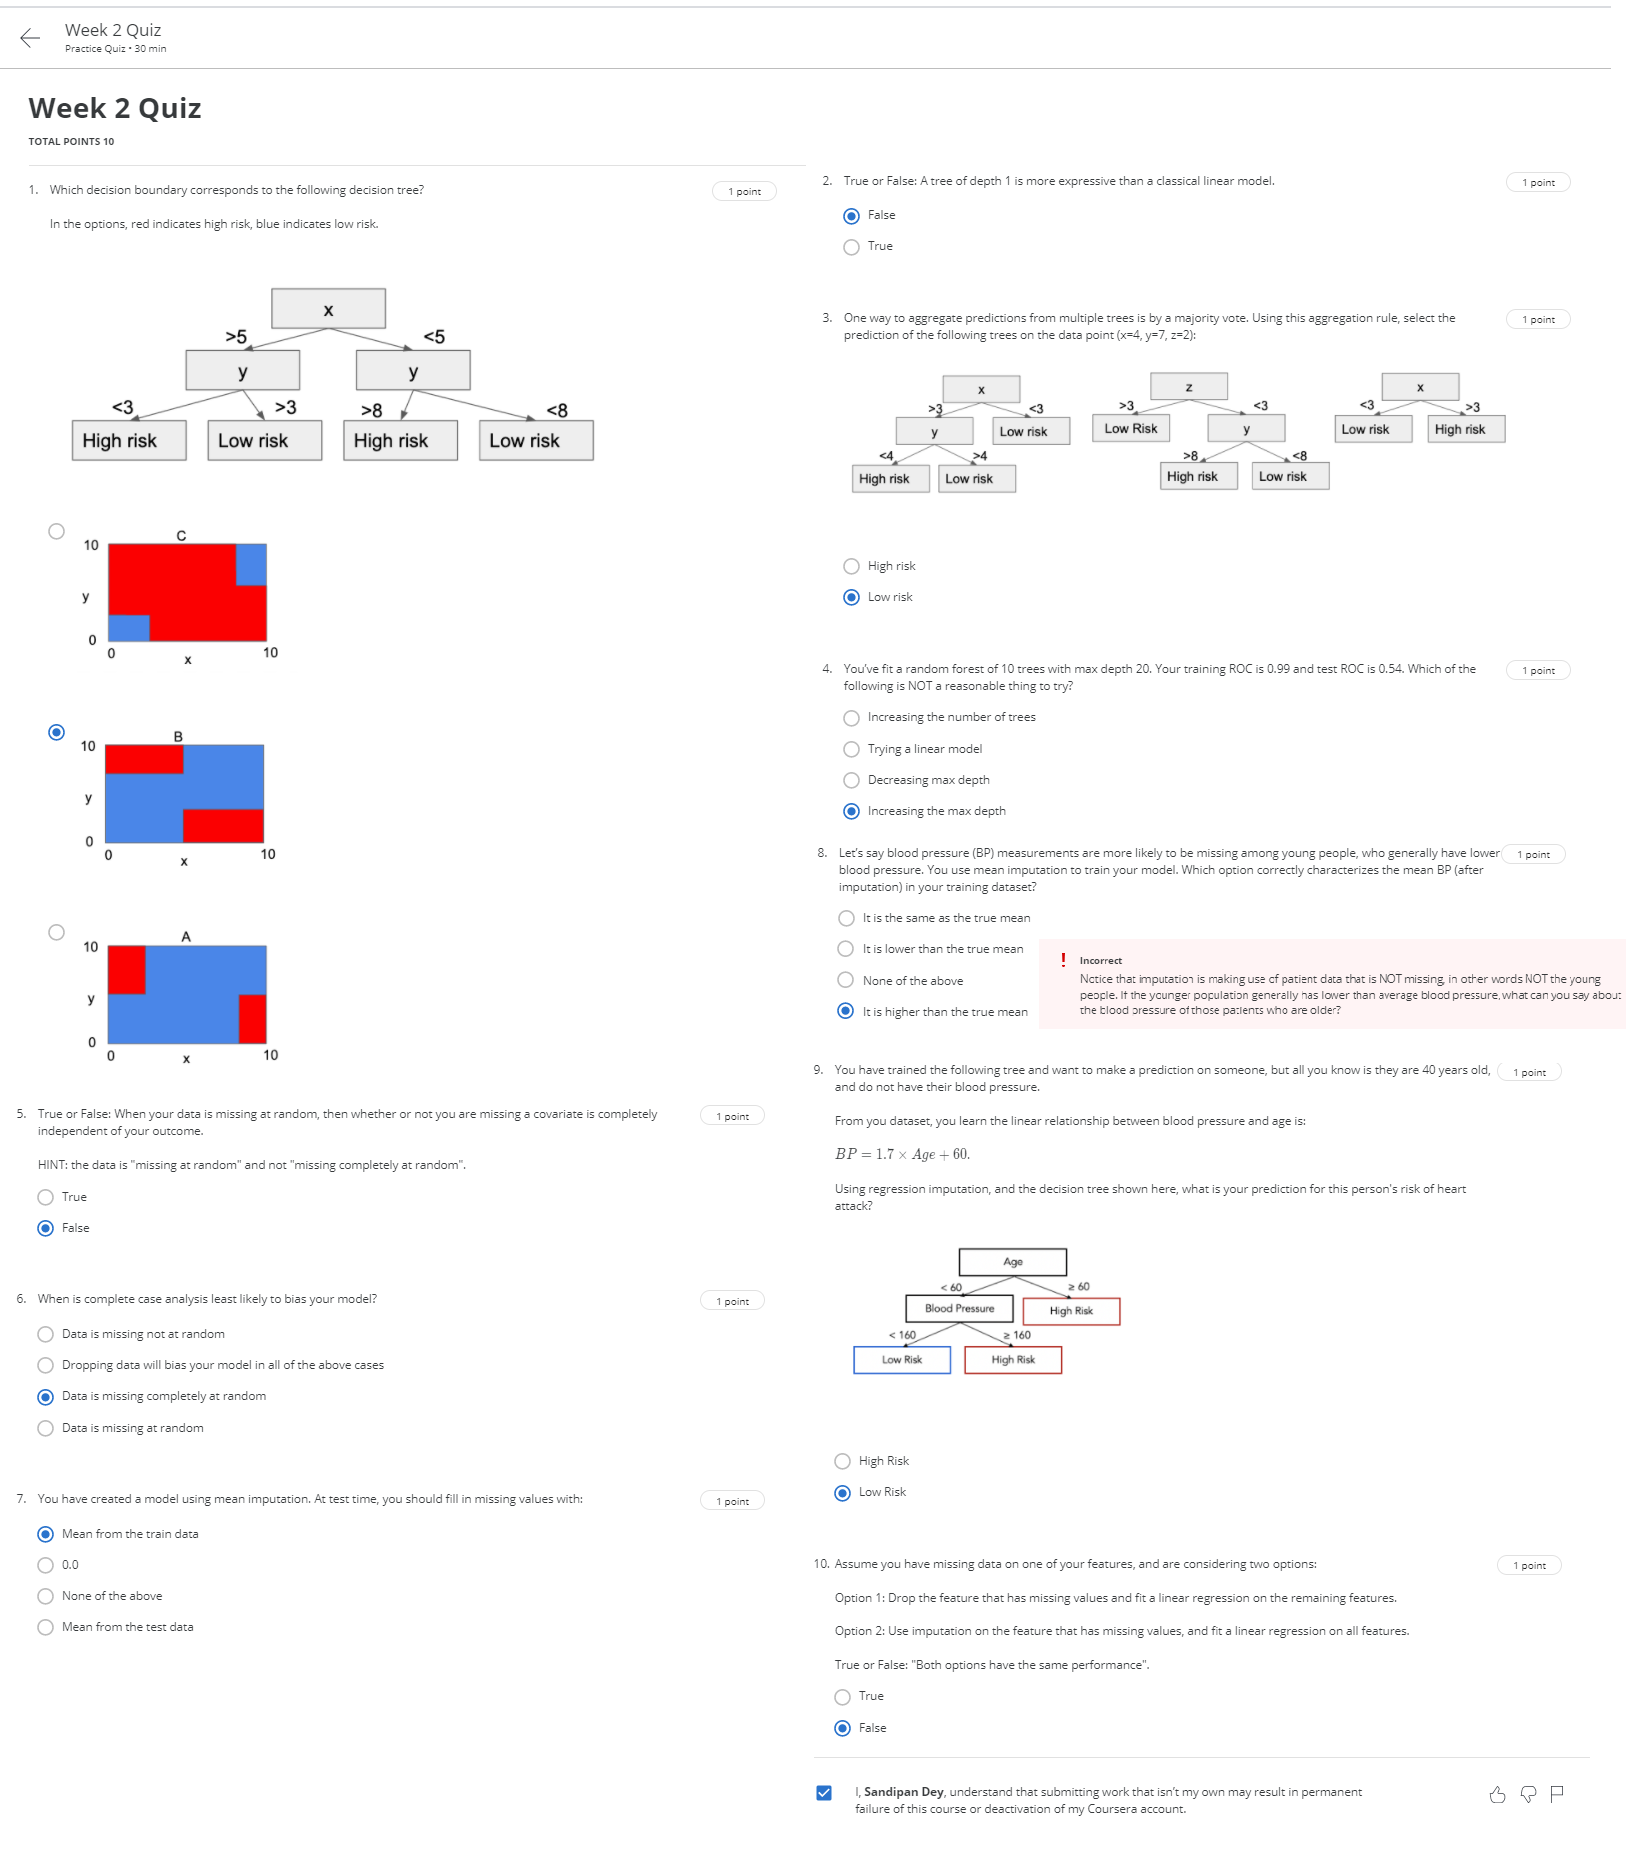 Week 2 Quiz
Practice Quiz • 30 min
Week 2 Quiz
TOTAL POINTS 10
1. Which decision boundary corresponds to the following decision tree?
1 point
In the options, red indicates high risk, blue indicates low risk.
x
>5 <5
y y
<3 >3 >8 <8
High risk Low risk High risk Low risk
C
10
y
0
0 x 10
B
10
y
0
0 x 10
A
10
y
0
0 x 10
5. True or False: When your data is missing at random, then whether or not you are missing a covariate is completely
independent of your outcome.
1 point
HINT: the data is "missing at random" and not "missing completely at random".
True
False
6. When is complete case analysis least likely to bias your model?
1 point
Data is missing not at random
Dropping data will bias your model in all of the above cases
Data is missing completely at random
Data is missing at random
7. You have created a model using mean imputation. At test time, you should fill in missing values with:
1 point
Mean from the train data
0.0
None of the above
Mean from the test data
2. True or False: A tree of depth 1 is more expressive than a classical linear model.
1 point
False
True
3. One way to aggregate predictions from multiple trees is by a majority vote. Using this aggregation rule, select the
prediction of the following trees on the data point (x=4, y=7, z=2):
1 point
x
>3 <3
y Low risk
<4 >4
High risk Low risk
z
>3 <3
Low Risk y
>8 <8
High risk Low risk
x
<3 >3
Low risk High risk
High risk
Low risk
4. You've fit a random forest of 10 trees with max depth 20. Your training ROC is 0.99 and test ROC is 0.54. Which of the
following is NOT a reasonable thing to try?
1 point
Increasing the number of trees
Trying a linear model
Decreasing max depth
Increasing the max depth
8. Let's say blood pressure (BP) measurements are more likely to be missing among young people, who generally have lower
blood pressure. You use mean imputation to train your model. Which option correctly characterizes the mean BP (after
imputation) in your training dataset?
1 point
It is the same as the true mean
It is lower than the true mean
None of the above
It is higher than the true mean
! Incorrect
Notice that imputation is making use of patient data that is NOT missing, in other words NOT the young
people. If the younger population generally has lower than average blood pressure, what can you say about
the blood pressure of those patients who are older?
9. You have trained the following tree and want to make a prediction on someone, but all you know is they are 40 years old,
and do not have their blood pressure.
1 point
From you dataset, you learn the linear relationship between blood pressure and age is:
BP = 1.7 × Age + 60.
Using regression imputation, and the decision tree shown here, what is your prediction for this person's risk of heart
attack?
Age
< 60 ≥ 60
Blood Pressure High Risk
< 160 ≥ 160
Low Risk High Risk
High Risk
Low Risk
10. Assume you have missing data on one of your features, and are considering two options:
1 point
Option 1: Drop the feature that has missing values and fit a linear regression on the remaining features.
Option 2: Use imputation on the feature that has missing values, and fit a linear regression on all features.
True or False: "Both options have the same performance".
True
False
I, Sandipan Dey, understand that submitting work that isn't my own may result in permanent
failure of this course or deactivation of my Coursera account.